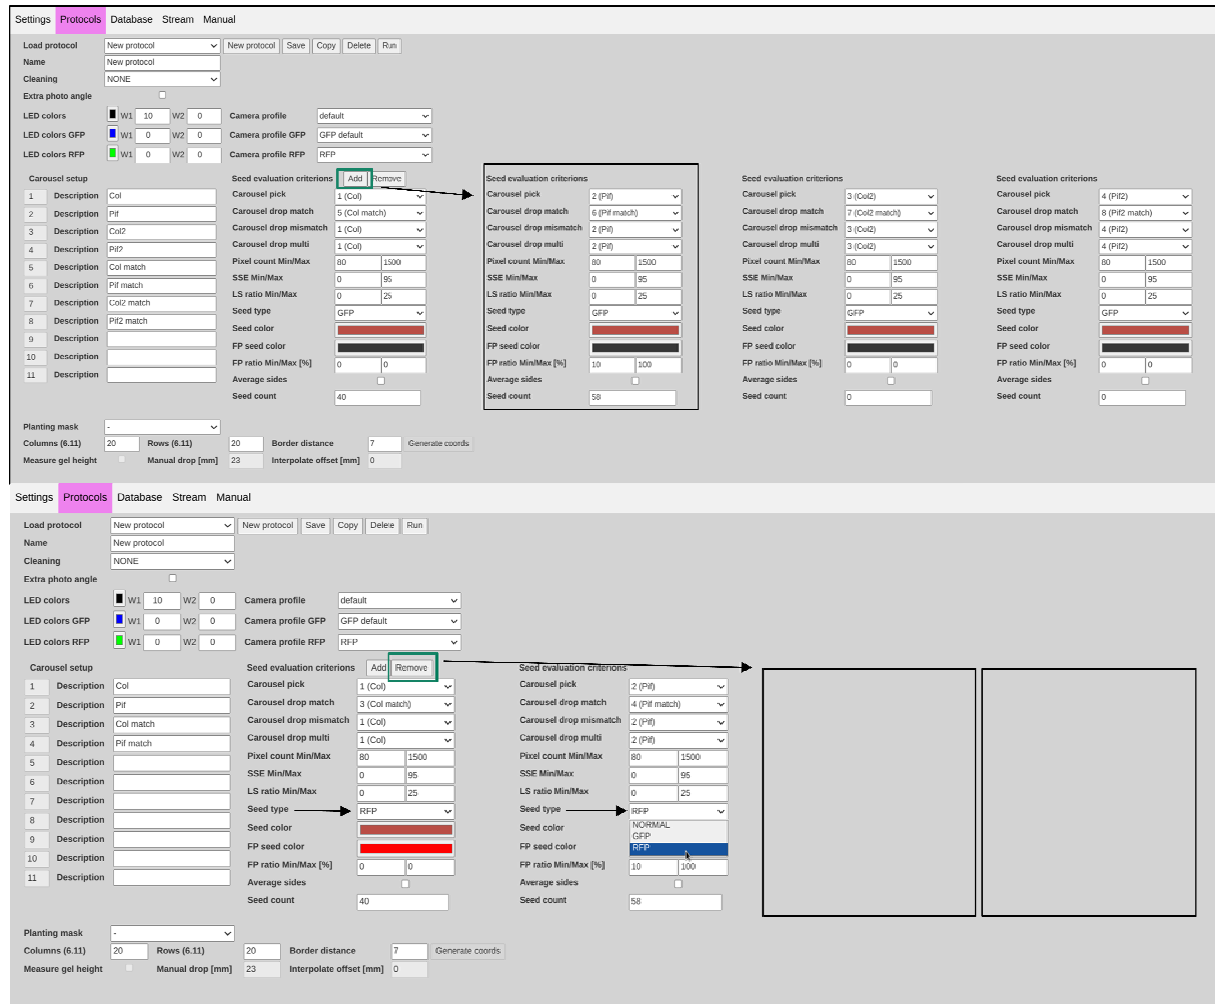 Settings Protocols Database Stream Manual
Load protocol New protocol New protocol Save Copy Delete Run
Name New protocol
Cleaning NONE
Extra photo angle
LED colors W1 10 W2 0 Camera profile default
LED colors GFP W1 0 W2 0 Camera profile GFP GFP default
LED colors RFP W1 0 W2 0 Camera profile RFP RFP
Carousel setup Seed evaluation criterions Add Remove Seed evaluation criterions Seed evaluation criterions Seed evaluation criterions
1 Description Col Carousel pick 1 (Col) Carousel pick 2 (Pif) Carousel pick 3 (Col2) Carousel pick 4 (Pif2)
2 Description Pif Carousel drop match 5 (Col match) Carousel drop match 6 (Pif match) Carousel drop match 7 (Col2 match) Carousel drop match 8 (Pif2 match)
3 Description Col2 Carousel drop mismatch 1 (Col) Carousel drop mismatch 2 (Pif) Carousel drop mismatch 3 (Col2) Carousel drop mismatch 4 (Pif2)
4 Description Pif2 Carousel drop multi 1 (Col) Carousel drop multi 2 (Pif) Carousel drop multi 3 (Col2) Carousel drop multi 4 (Pif2)
5 Description Col match Pixel count Min/Max 80 1500 Pixel count Min/Max 80 1500 Pixel count Min/Max 80 1500 Pixel count Min/Max 80 1500
6 Description Pif match SSE Min/Max 0 95 SSE Min/Max 0 95 SSE Min/Max 0 95 SSE Min/Max 0 95
7 Description Col2 match LS ratio Min/Max 0 25 LS ratio Min/Max 0 25 LS ratio Min/Max 0 25 LS ratio Min/Max 0 25
8 Description Pif2 match Seed type GFP Seed type GFP Seed type GFP Seed type GFP
9 Description Seed color Seed color Seed color Seed color
10 Description FP seed color FP seed color FP seed color FP seed color
11 Description FP ratio Min/Max [%] 0 0 FP ratio Min/Max [%] 10 100 FP ratio Min/Max [%] 0 0 FP ratio Min/Max [%] 0 0
Average sides Average sides Average sides Average sides
Seed count 40 Seed count 58 Seed count 0 Seed count 0
Planting mask -
Columns (6.11) 20 Rows (6.11) 20 Border distance 7 Generate coords
Measure gel height Manual drop [mm] 23 Interpolate offset [mm] 0
Settings Protocols Database Stream Manual
Load protocol New protocol New protocol Save Copy Delete Run
Name New protocol
Cleaning NONE
Extra photo angle
LED colors W1 10 W2 0 Camera profile default
LED colors GFP W1 0 W2 0 Camera profile GFP GFP default
LED colors RFP W1 0 W2 0 Camera profile RFP RFP
Carousel setup Seed evaluation criterions Add Remove Seed evaluation criterions
1 Description Col Carousel pick 1 (Col) Carousel pick 2 (Pif)
2 Description Pif Carousel drop match 3 (Col match) Carousel drop match 4 (Pif match)
3 Description Col match Carousel drop mismatch 1 (Col) Carousel drop mismatch 2 (Pif)
4 Description Pif match Carousel drop multi 1 (Col) Carousel drop multi 2 (Pif)
5 Description Pixel count Min/Max 80 1500 Pixel count Min/Max 80 1500
6 Description SSE Min/Max 0 95 SSE Min/Max 0 95
7 Description LS ratio Min/Max 0 25 LS ratio Min/Max 0 25
8 Description Seed type RFP Seed type RFP
NORMAL
9 Description Seed color Seed color GFP
10 Description FP seed color FP seed color RFP
11 Description FP ratio Min/Max [%] 0 0 FP ratio Min/Max [%] 10 100
Average sides Average sides
Seed count 40 Seed count 58
Planting mask -
Columns (6.11) 20 Rows (6.11) 20 Border distance 7 Generate coords
Measure gel height Manual drop [mm] 23 Interpolate offset [mm] 0